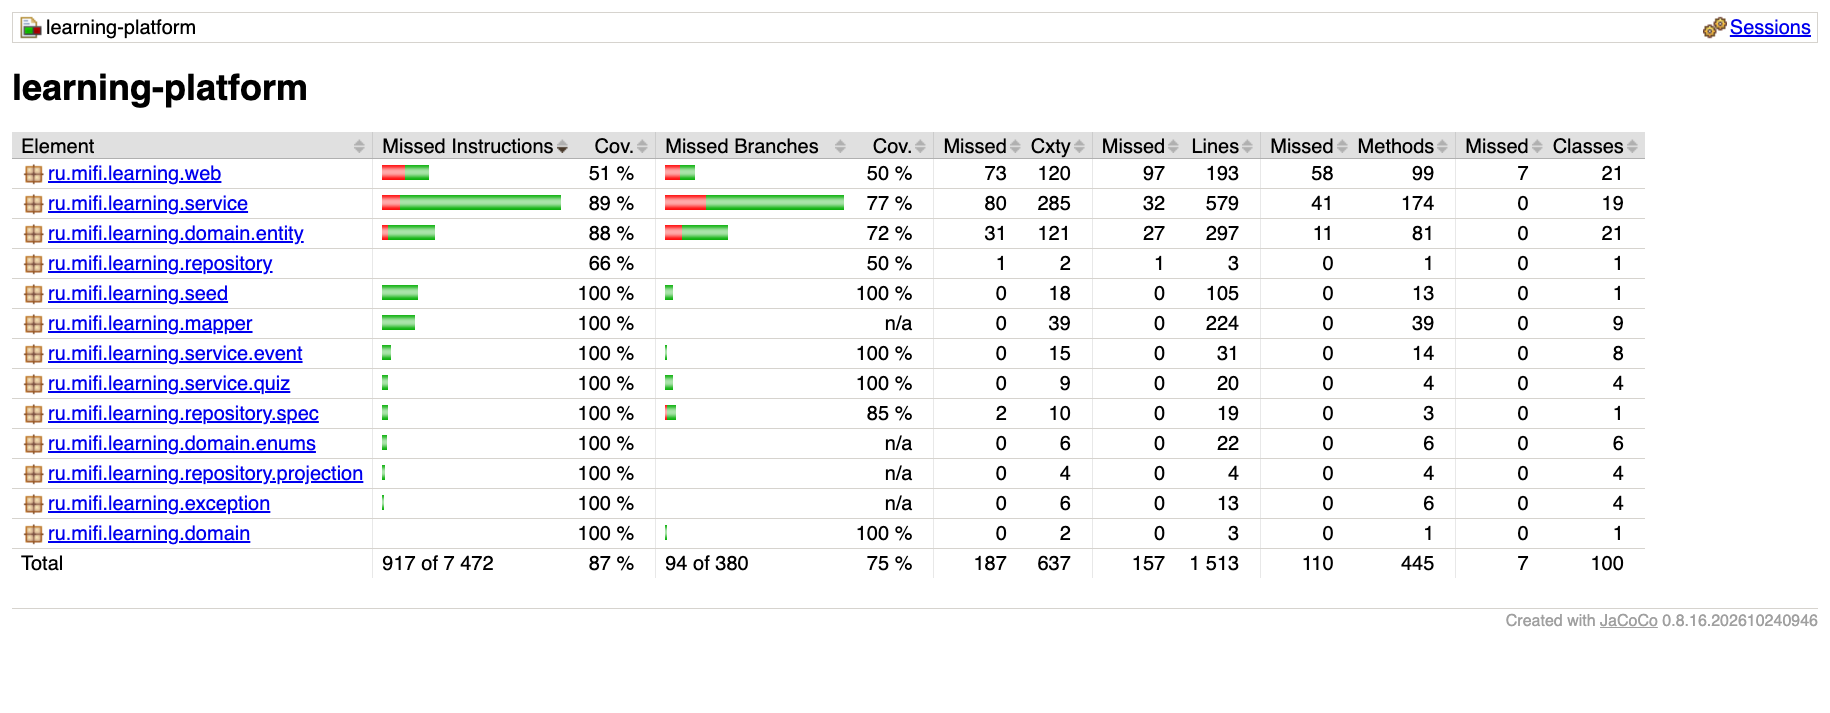 learning-platform Sessions
learning-platform
Element Missed Instructions Cov. Missed Branches Cov. Missed Cxty Missed Lines Missed Methods Missed Classes
ru.mifi.learning.web 51 % 50 % 73 120 97 193 58 99 7 21
ru.mifi.learning.service 89 % 77 % 80 285 32 579 41 174 0 19
ru.mifi.learning.domain.entity 88 % 72 % 31 121 27 297 11 81 0 21
ru.mifi.learning.repository 66 % 50 % 1 2 1 3 0 1 0 1
ru.mifi.learning.seed 100 % 100 % 0 18 0 105 0 13 0 1
ru.mifi.learning.mapper 100 % n/a 0 39 0 224 0 39 0 9
ru.mifi.learning.service.event 100 % 100 % 0 15 0 31 0 14 0 8
ru.mifi.learning.service.quiz 100 % 100 % 0 9 0 20 0 4 0 4
ru.mifi.learning.repository.spec 100 % 85 % 2 10 0 19 0 3 0 1
ru.mifi.learning.domain.enums 100 % n/a 0 6 0 22 0 6 0 6
ru.mifi.learning.repository.projection 100 % n/a 0 4 0 4 0 4 0 4
ru.mifi.learning.exception 100 % n/a 0 6 0 13 0 6 0 4
ru.mifi.learning.domain 100 % 100 % 0 2 0 3 0 1 0 1
Total 917 of 7 472 87 % 94 of 380 75 % 187 637 157 1 513 110 445 7 100
Created with JaCoCo 0.8.16.202610240946